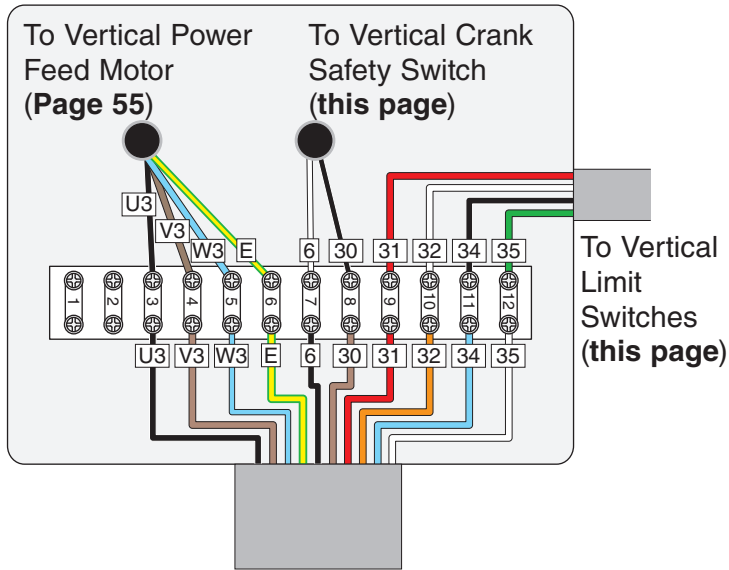 To Vertical Power
Feed Motor
(Page 55)
To Vertical Crank
Safety Switch
(this page)
U3
V3
W3 E 6 30 31 32 34 35
To Vertical
Limit
Switches
(this page)
1 2 3 4 5 6 7 8 9 10 11 12
U3 V3 W3 E 6 30 31 32 34 35